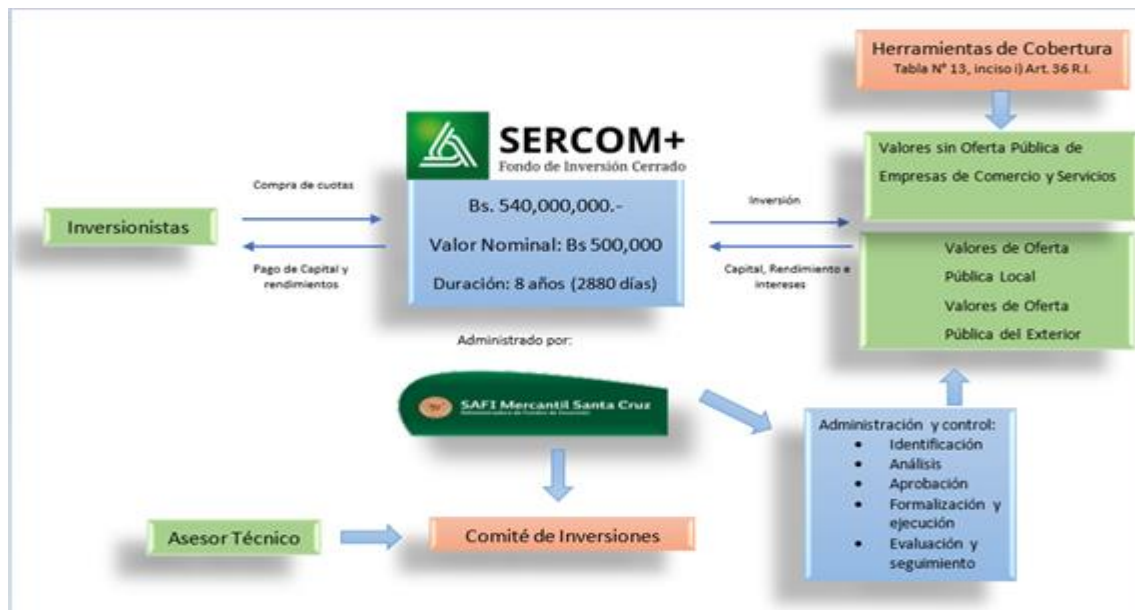 Herramientas de Cobertura
Tabla N° 13, inciso i) Art. 36 R.I.
SERCOM+
Fondo de Inversión Cerrado
Valores sin Oferta Pública de
Empresas de Comercio y Servicios
Compra de cuotas
Inversión
Bs. 540,000,000.-
Inversionistas
Valor Nominal: Bs 500,000
Valores de Oferta
Pública Local
Valores de Oferta
Pública del Exterior
Pago de Capital y
rendimientos
Duración: 8 años (2880 días)
Capital, Rendimiento e
intereses
Administrado por:
SAFI Mercantil Santa Cruz
Administración y control:
• Identificación
• Análisis
• Aprobación
• Formalización y
ejecución
• Evaluación y
seguimiento
Asesor Técnico
Comité de Inversiones